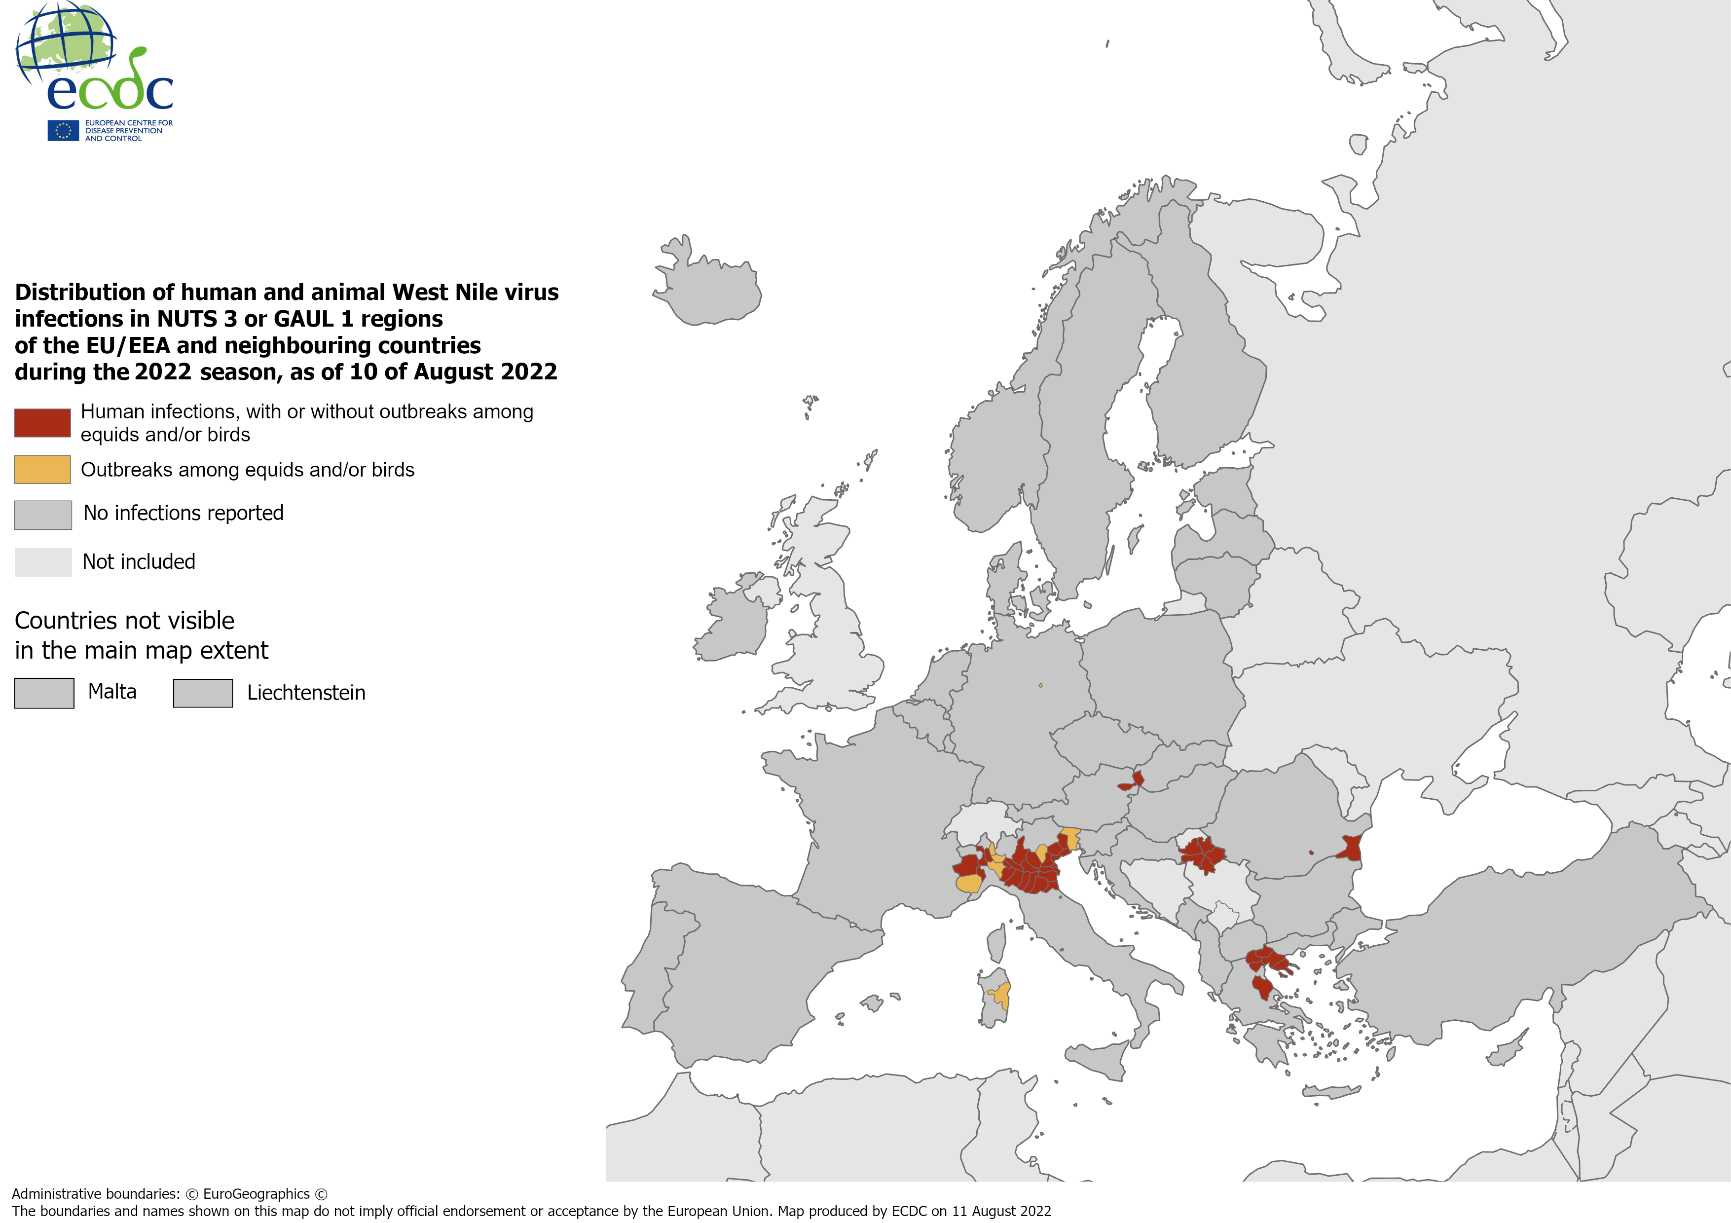 ecdc
EUROPEAN CENTRE FOR
DISEASE PREVENTION
AND CONTROL
Distribution of human and animal West Nile virus
infections in NUTS 3 or GAUL 1 regions
of the EU/EEA and neighbouring countries
during the 2022 season, as of 10 of August 2022
Human infections, with or without outbreaks among
equids and/or birds
Outbreaks among equids and/or birds
No infections reported
Not included
Countries not visible
in the main map extent
Malta
Liechtenstein
Administrative boundaries: © EuroGeographics ©
The boundaries and names shown on this map do not imply official endorsement or acceptance by the European Union. Map produced by ECDC on 11 August 2022